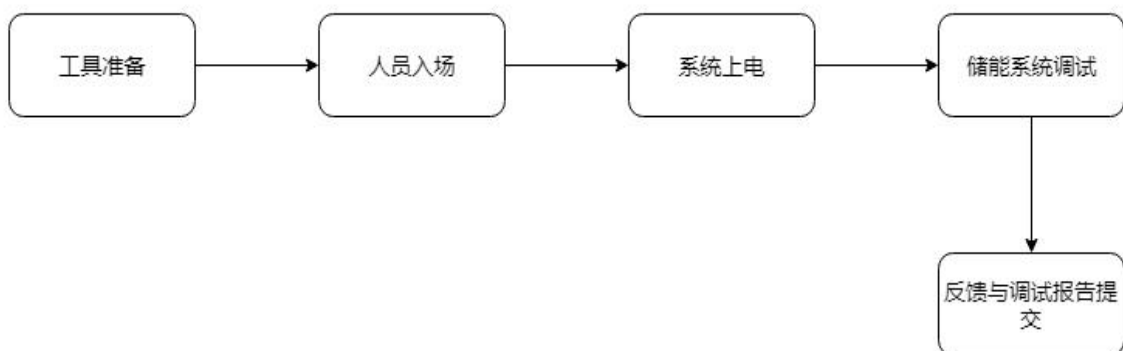 工具准备
人员入场
系统上电
储能系统调试
反馈与调试报告提
交